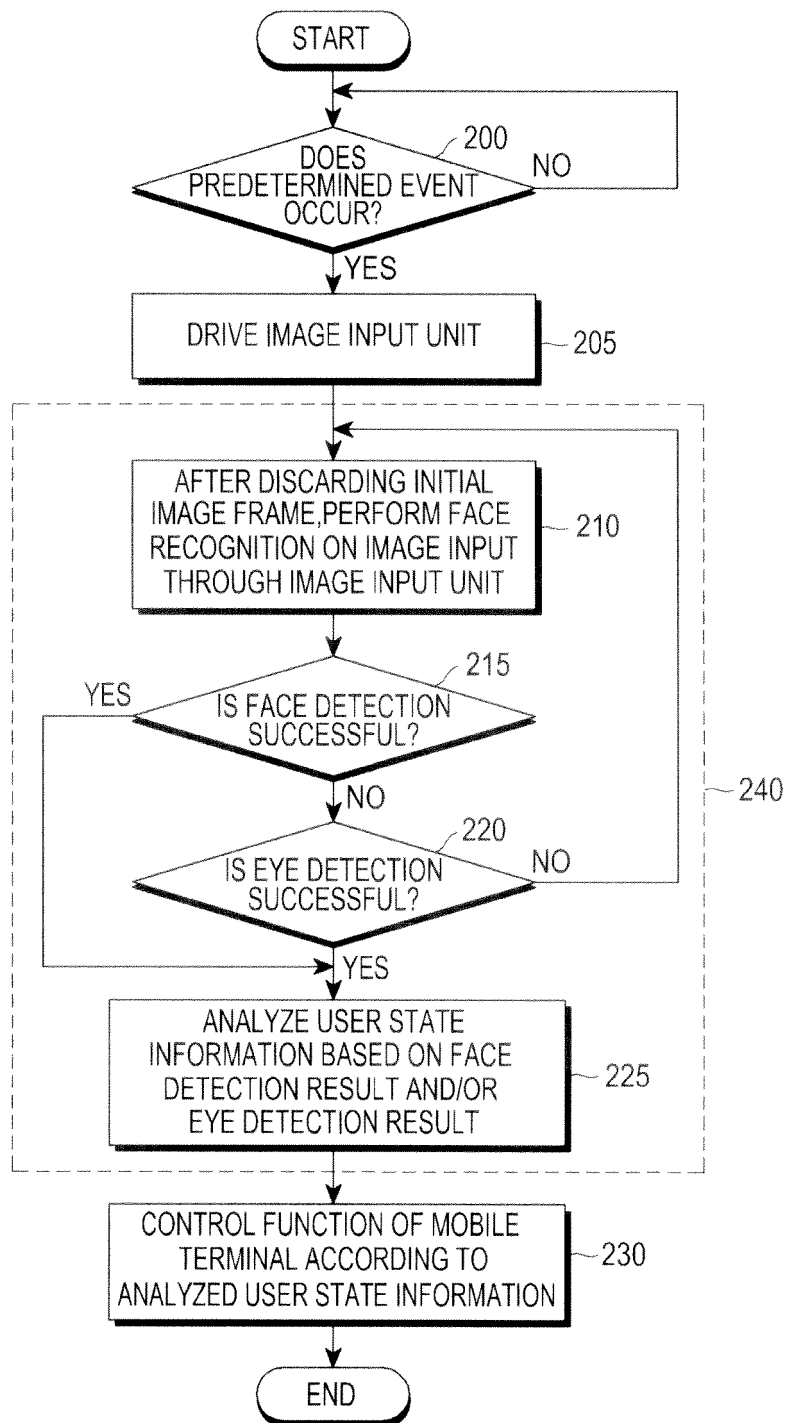 START
200
DOES
PREDETERMINED EVENT
OCCUR?
NO
YES
DRIVE IMAGE INPUT UNIT
205
AFTER DISCARDING INITIAL
IMAGE FRAME,PERFORM FACE
RECOGNITION ON IMAGE INPUT
THROUGH IMAGE INPUT UNIT
210
215
YES
IS FACE DETECTION
SUCCESSFUL?
NO
240
220
IS EYE DETECTION
SUCCESSFUL?
NO
YES
ANALYZE USER STATE
INFORMATION BASED ON FACE
DETECTION RESULT AND/OR
EYE DETECTION RESULT
225
CONTROL FUNCTION OF MOBILE
TERMINAL ACCORDING TO
ANALYZED USER STATE INFORMATION
230
END